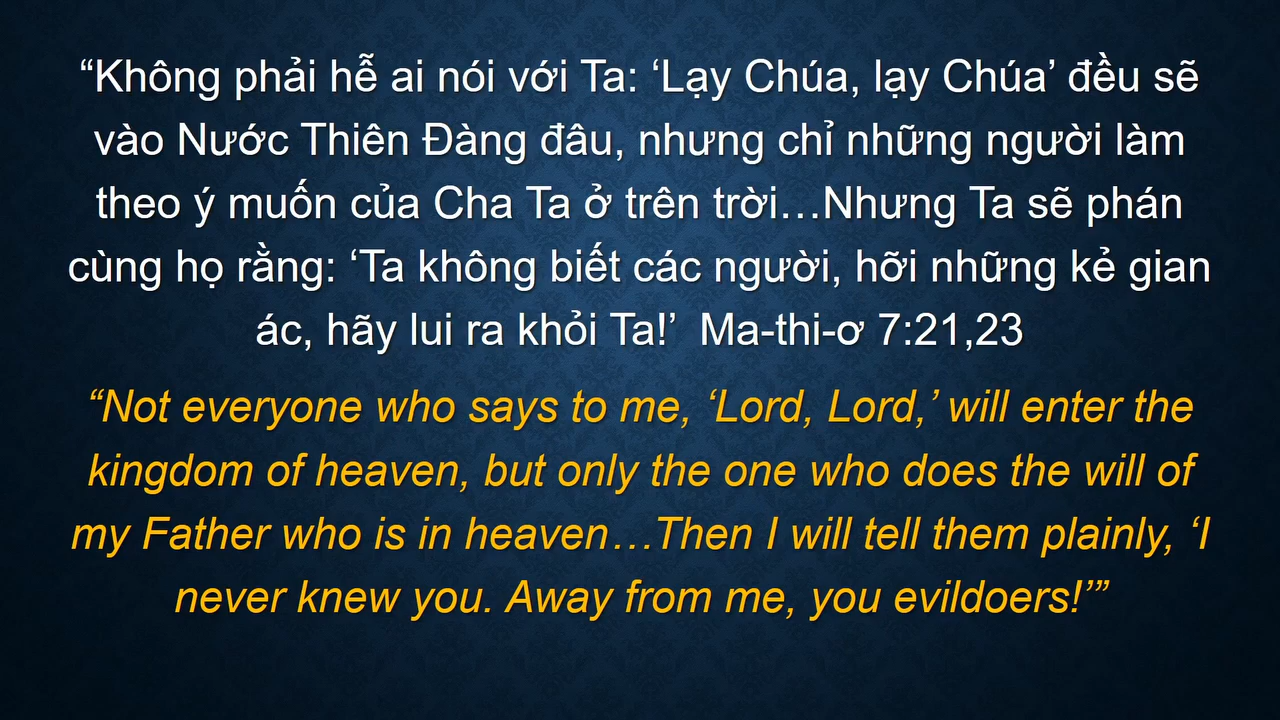 “Không phải hễ ai nói với Ta: ‘Lạy Chúa, lạy Chúa’ đều sẽ
vào Nước Thiên Đàng đâu, nhưng chỉ những người làm
theo ý muốn của Cha Ta ở trên trời…Nhưng Ta sẽ phán
cùng họ rằng: ‘Ta không biết các người, hỡi những kẻ gian
ác, hãy lui ra khỏi Ta!’  Ma-thi-ơ 7:21,23
“Not everyone who says to me, ‘Lord, Lord,’ will enter the
kingdom of heaven, but only the one who does the will of
my Father who is in heaven…Then I will tell them plainly, ‘I
never knew you. Away from me, you evildoers!’”